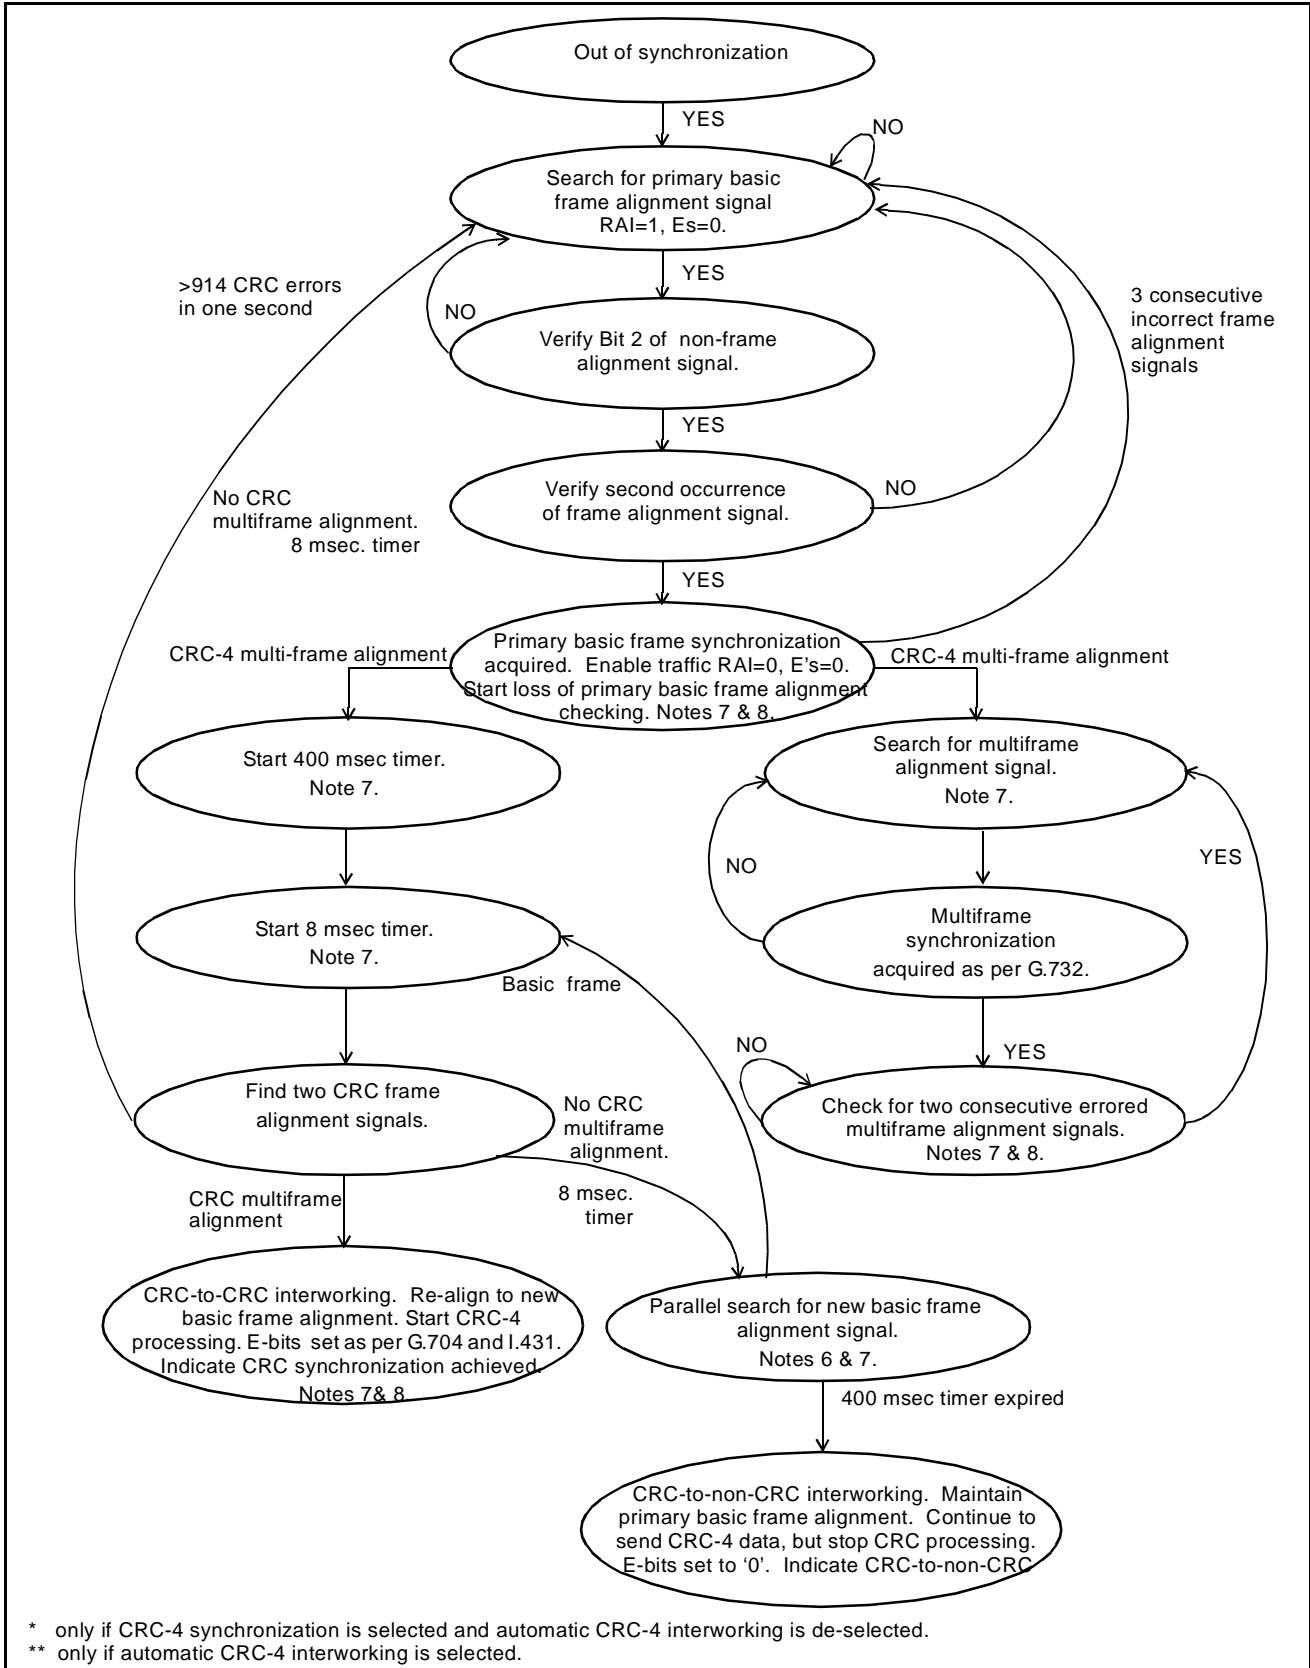 Out of synchronization
YES
NO
Search for primary basic
frame alignment signal
RAI=1, Es=0.
YES
>914 CRC errors
in one second
NO
3 consecutive
incorrect frame
alignment
signals
Verify Bit 2 of non-frame
alignment signal.
YES
No CRC
multiframe alignment.
8 msec. timer
Verify second occurrence
of frame alignment signal.
NO
YES
CRC-4 multi-frame alignment
Primary basic frame synchronization
acquired. Enable traffic RAI=0, E's=0.
Start loss of primary basic frame alignment
checking. Notes 7 & 8.
CRC-4 multi-frame alignment
Start 400 msec timer.
Note 7.
Search for multiframe
alignment signal.
Note 7.
NO
YES
Start 8 msec timer.
Note 7.
Basic frame
Multiframe
synchronization
acquired as per G.732.
YES
NO
Find two CRC frame
alignment signals.
No CRC
multiframe
alignment.
8 msec.
timer
Check for two consecutive errored
multiframe alignment signals.
Notes 7 & 8.
CRC multiframe
alignment
CRC-to-CRC interworking. Re-align to new
basic frame alignment. Start CRC-4
processing. E-bits set as per G.704 and I.431.
Indicate CRC synchronization achieved.
Notes 7& 8.
Parallel search for new basic frame
alignment signal.
Notes 6 & 7.
400 msec timer expired
CRC-to-non-CRC interworking. Maintain
primary basic frame alignment. Continue to
send CRC-4 data, but stop CRC processing.
E-bits set to ‘0’. Indicate CRC-to-non-CRC
* only if CRC-4 synchronization is selected and automatic CRC-4 interworking is de-selected.
** only if automatic CRC-4 interworking is selected.